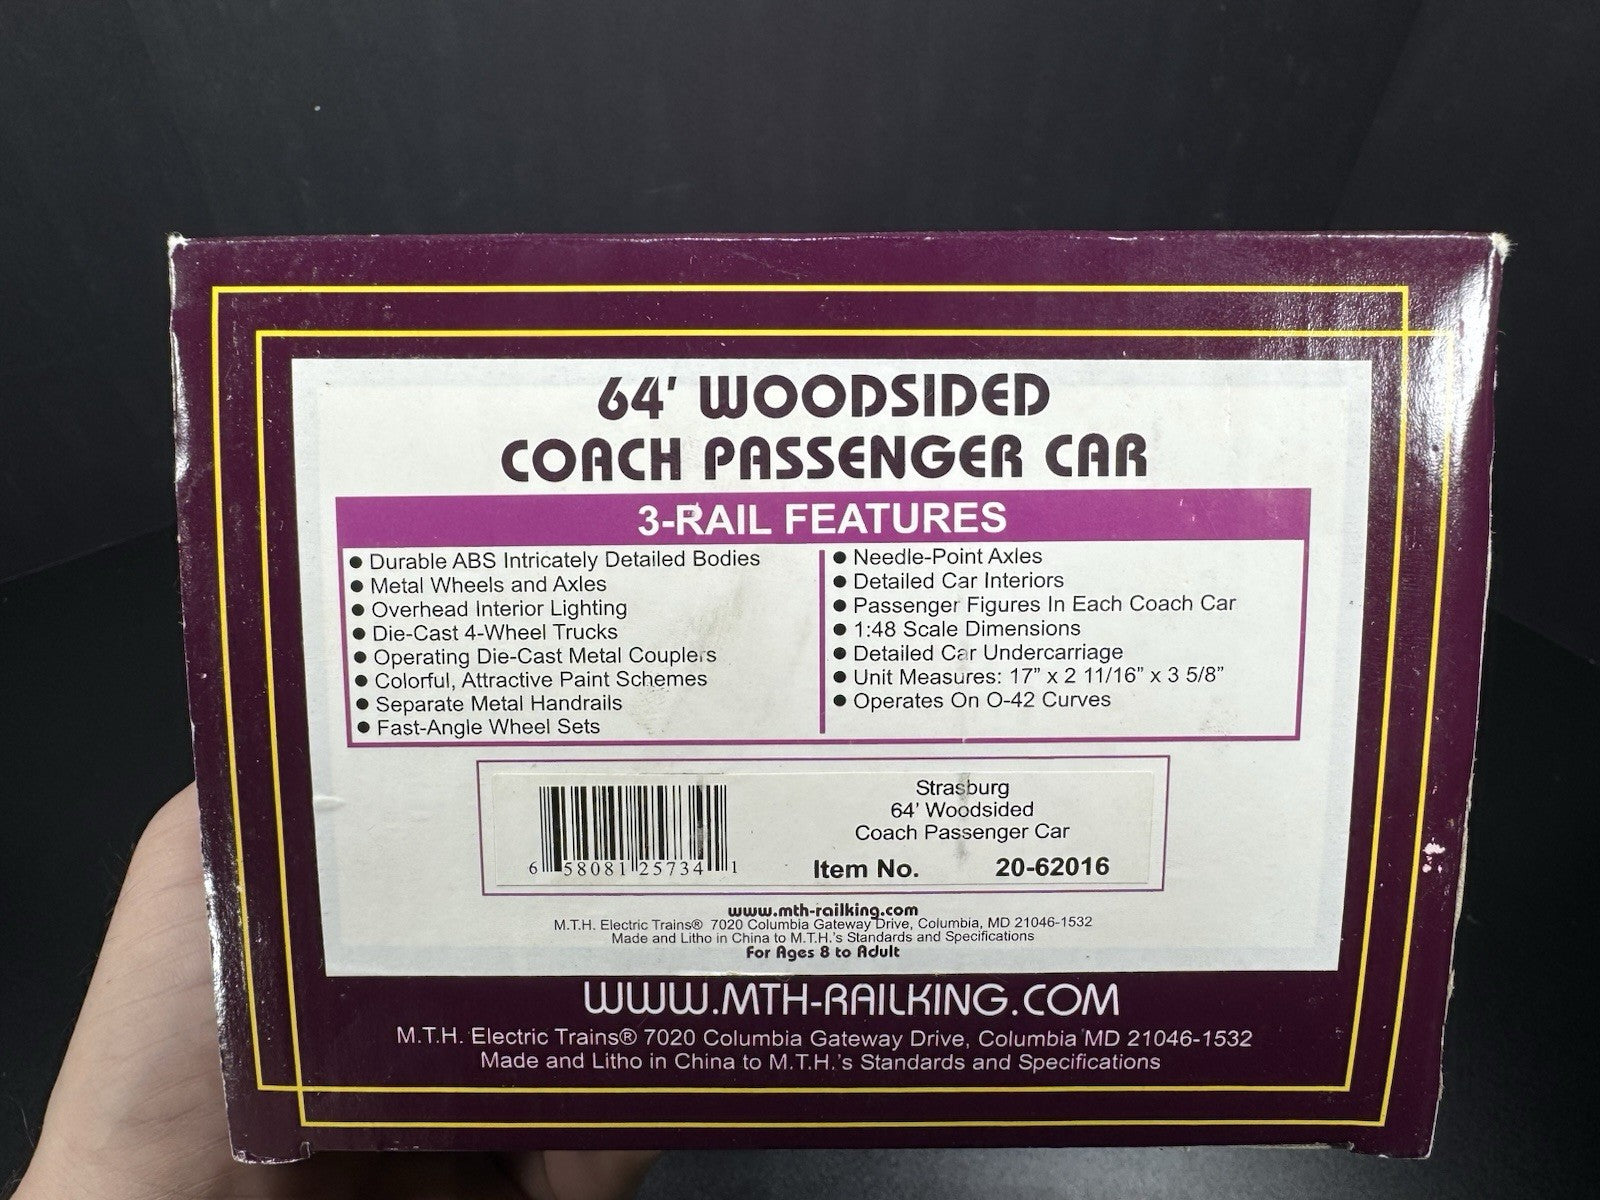 64' WOODSIDED
COACH PASSENGER CAR
3-RAIL FEATURES
● Durable ABS Intricately Detailed Bodies
● Metal Wheels and Axles
● Overhead Interior Lighting
● Die-Cast 4-Wheel Trucks
● Operating Die-Cast Metal Couplers
● Colorful, Attractive Paint Schemes
● Separate Metal Handrails
● Fast-Angle Wheel Sets
● Needle-Point Axles
● Detailed Car Interiors
● Passenger Figures In Each Coach Car
● 1:48 Scale Dimensions
● Detailed Car Undercarriage
● Unit Measures: 17" x 2 11/16" x 3 5/8"
● Operates On O-42 Curves
6 58081 25734 1
Strasburg
64' Woodsided
Coach Passenger Car
Item No. 20-62016
www.mth-railking.com
M.T.H. Electric Trains® 7020 Columbia Gateway Drive, Columbia, MD 21046-1532
Made and Litho in China to M.T.H.'s Standards and Specifications
For Ages 8 to Adult
WWW.MTH-RAILKING.COM
M.T.H. Electric Trains® 7020 Columbia Gateway Drive, Columbia MD 21046-1532
Made and Litho in China to M.T.H.'s Standards and Specifications